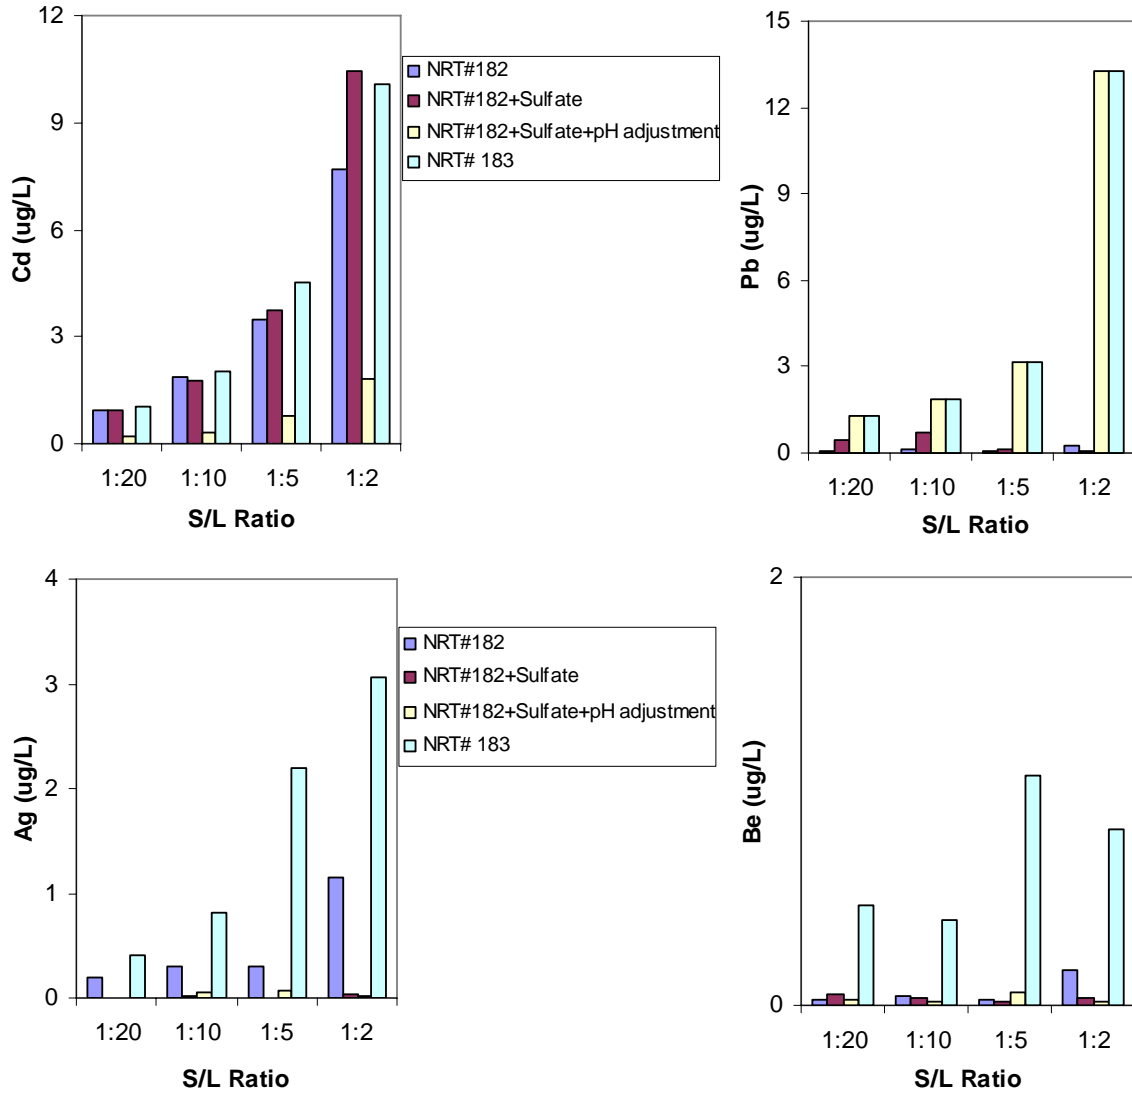 12
9
6
3
0
Cd (ug/L)
1:20 1:10 1:5 1:2
S/L Ratio
NRT#182
NRT#182+Sulfate
NRT#182+Sulfate+pH adjustment
NRT# 183
15
12
9
6
3
0
Pb (ug/L)
1:20 1:10 1:5 1:2
S/L Ratio
4
3
2
1
0
Ag (ug/L)
1:20 1:10 1:5 1:2
S/L Ratio
NRT#182
NRT#182+Sulfate
NRT#182+Sulfate+pH adjustment
NRT# 183
2
0
Be (ug/L)
1:20 1:10 1:5 1:2
S/L Ratio